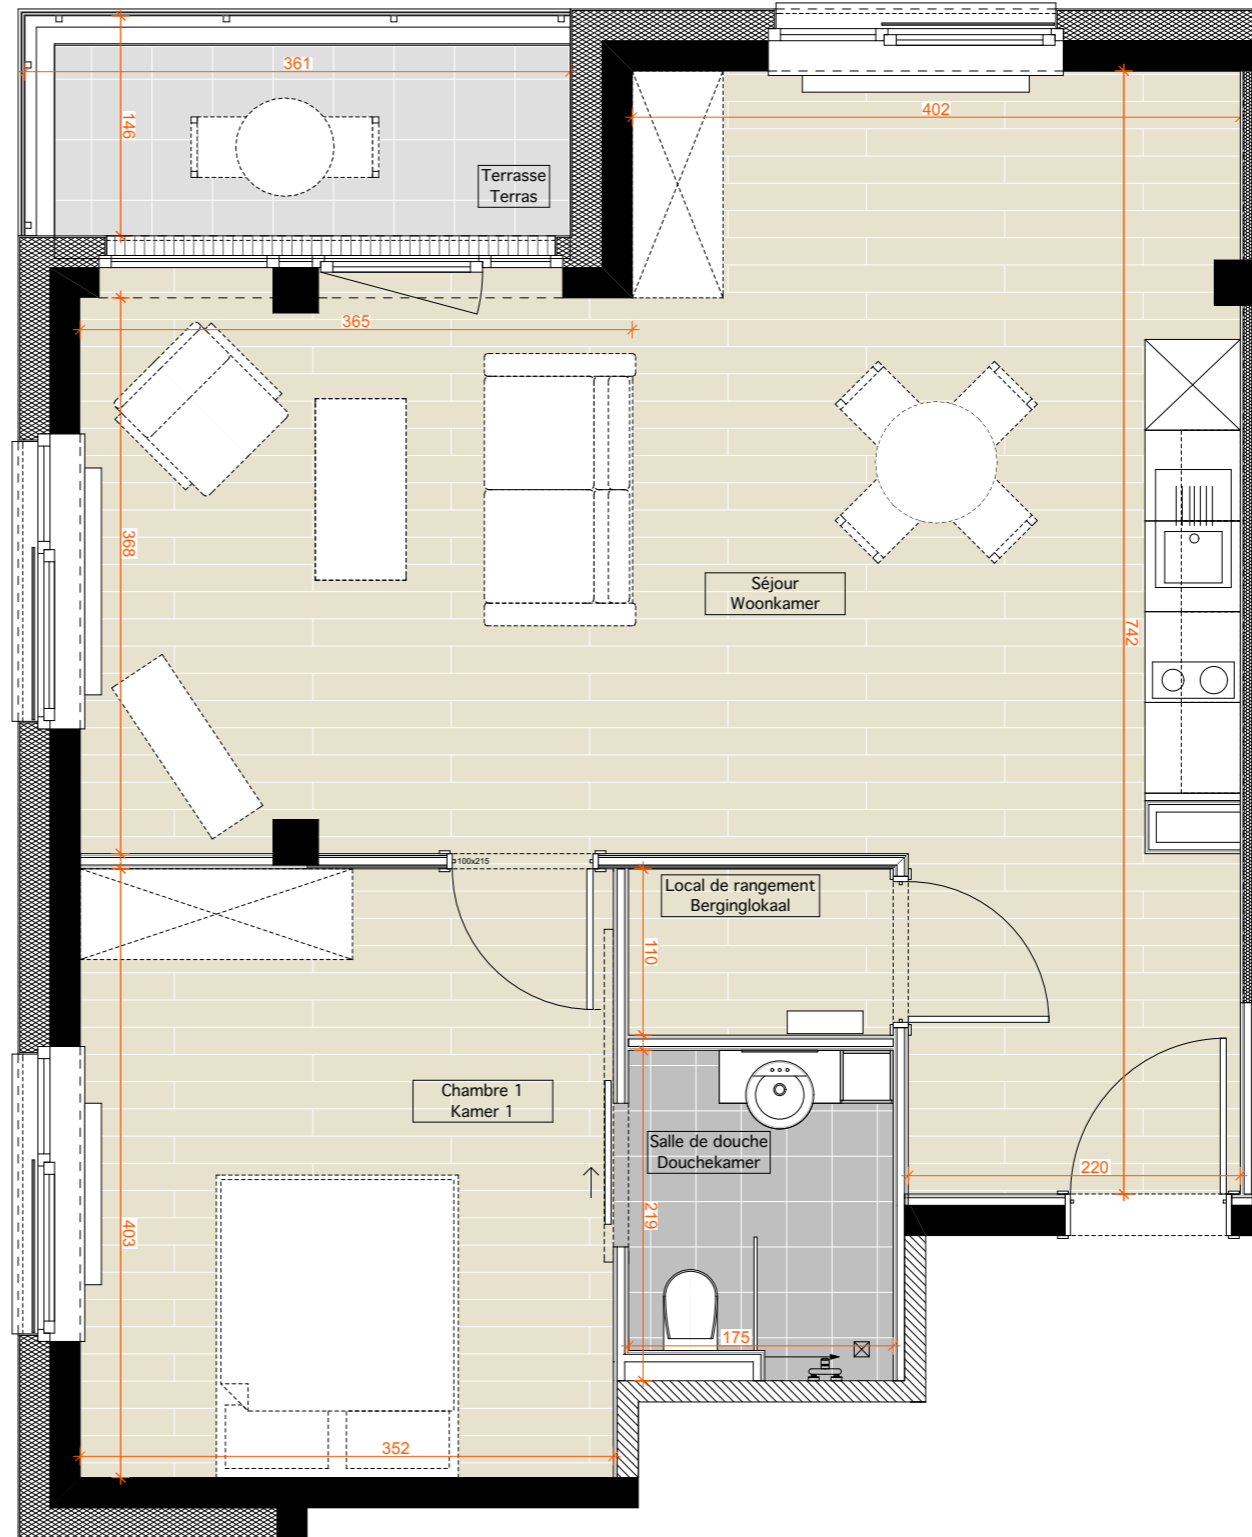 361
146
402
Terrasse
Terras
365
368
Séjour
Woonkamer
742
100x215
Local de rangement
Berginglokaal
110
Chambre 1
Kamer 1
Salle de douche
Douchekamer
220
219
403
175
352